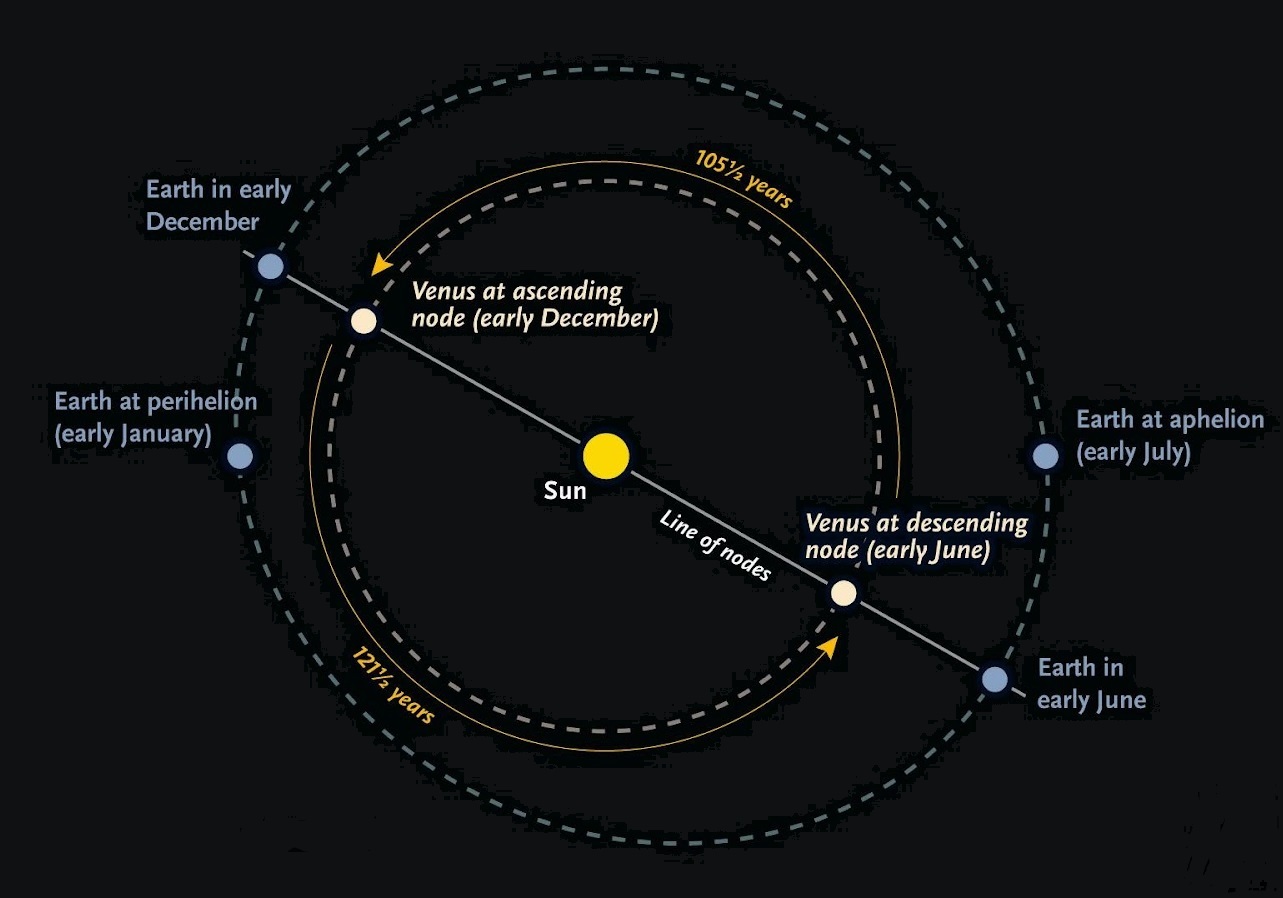 105½ years
Earth in early
December
Venus at ascending
node (early December)
Earth at perihelion
(early January)
Earth at aphelion
(early July)
Sun
Line of nodes
Venus at descending
node (early June)
121½ years
Earth in
early June